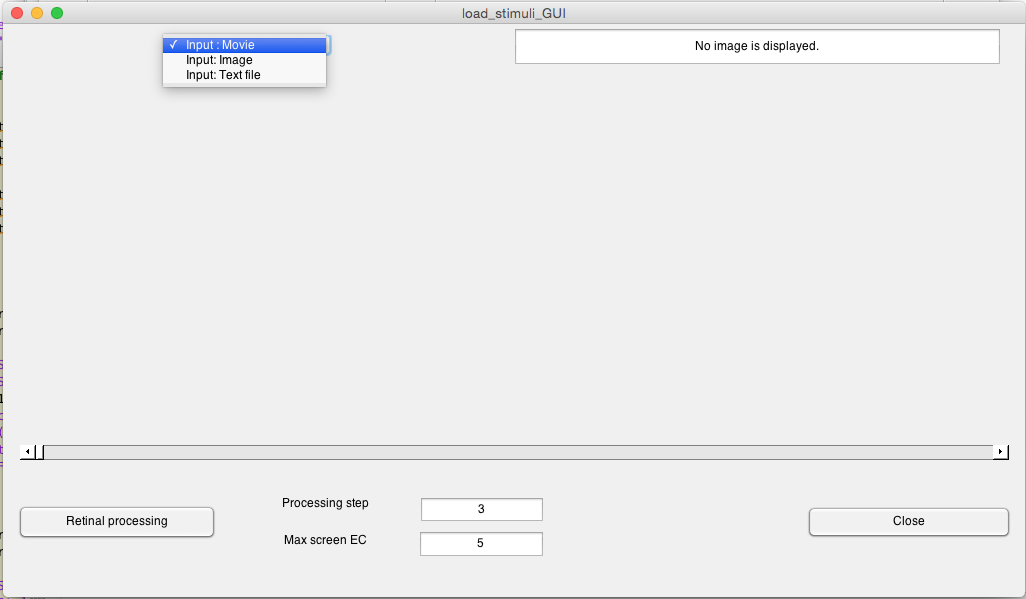 load_stimuli_GUI
✓ Input : Movie
Input: Image
Input: Text file
No image is displayed.
Processing step
3
Retinal processing
Max screen EC
5
Close